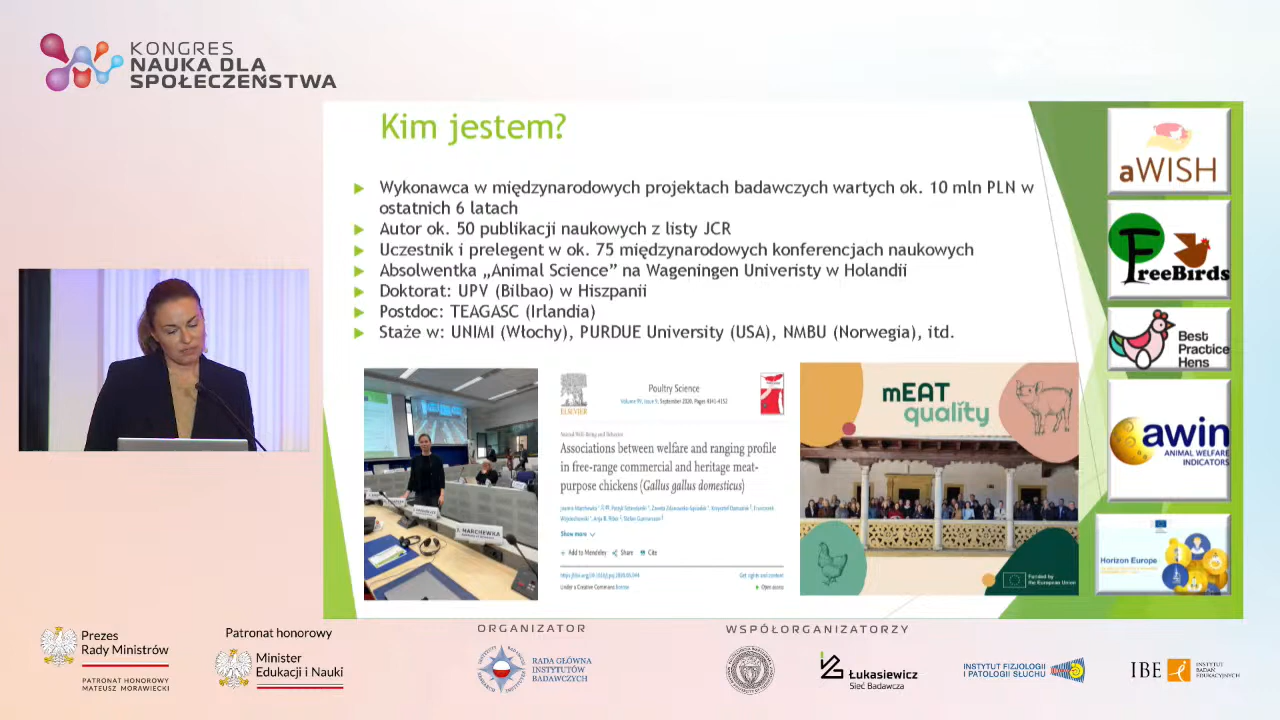 KONGRES
NAUKA DLA
SPOŁECZEŃSTWA
Kim jestem?
Wykonawca w międzynarodowych projektach badawczych wartych ok. 10 mln PLN w
ostatnich 6 latach
Autor ok. 50 publikacji naukowych z listy JCR
Uczestnik i prelegent w ok. 75 międzynarodowych konferencjach naukowych
Absolwentka „Animal Science” na Wageningen Univeristy w Holandii
Doktorat: UPV (Bilbao) w Hiszpanii
Postdoc: TEAGASC (Irlandia)
Staże w: UNIMI (Włochy), PURDUE University (USA), NMBU (Norwegia), itd.
aWISH
FreeBirds
Best
Practice
Hens
awin
ANIMAL WELFARE
INDICATORS
Horizon Europe
J. MARCHEWKA
ELSEVIER
Poultry Science
Volume 99, Issue 9, September 2020, Pages 4141-4152
Animal Well-Being and Behavior
Associations between welfare and ranging profile
in free-range commercial and heritage meat-
purpose chickens (Gallus gallus domesticus)
Show more
Add to Mendeley Share Cite
Get rights and content
Under a Creative Commons license
Open access
mEAT
quality
Funded by
the European Union
Prezes
Rady Ministrów
PATRONAT HONOROWY
MATEUSZ MORAWIECKI
Patronat honorowy
Minister
Edukacji i Nauki
ORGANIZATOR
RADA GŁÓWNA
INSTYTUTÓW
BADAWCZYCH
WSPÓŁORGANIZATORZY
Łukasiewicz
Sieć Badawcza
INSTYTUT FIZJOLOGII
I PATOLOGII SŁUCHU
IBE
INSTYTUT
BADAŃ
EDUKACYJNYCH